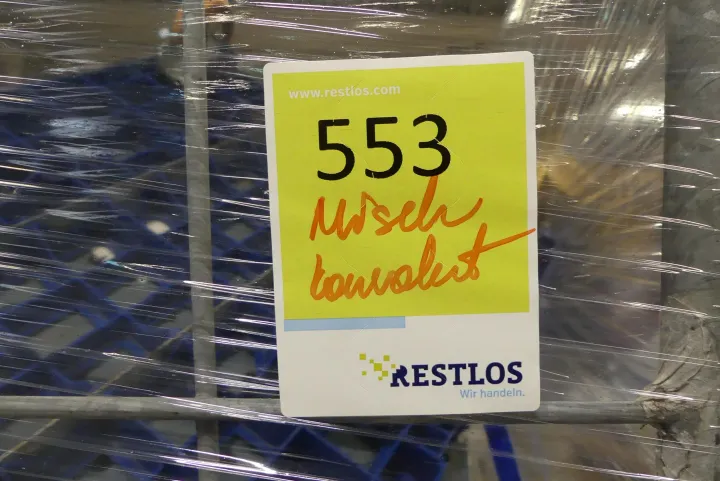 www.restlos.com
553
Misch
konvolut
RESTLOS
Wir handeln.